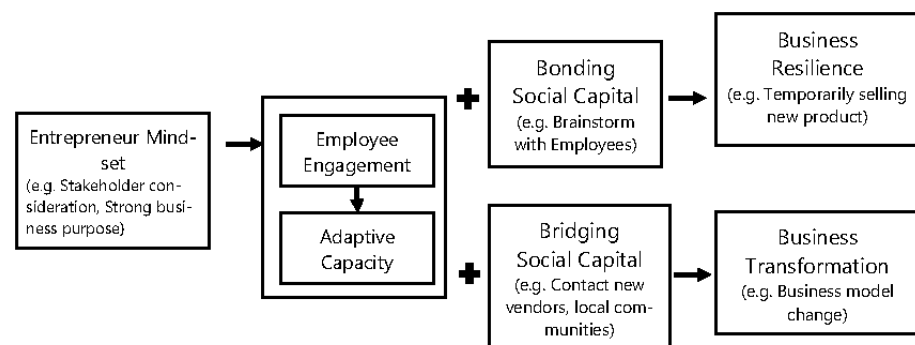 Entrepreneur Mind-
set
(e.g. Stakeholder con-
sideration, Strong busi-
ness purpose)
Employee
Engagement
Adaptive
Capacity
+
Bonding
Social Capital
(e.g. Brainstorm
with Employees)
Business
Resilience
(e.g. Temporarily selling
new product)
+
Bridging
Social Capital
(e.g. Contact new
vendors, local com-
munities)
Business
Transformation
(e.g. Business model
change)